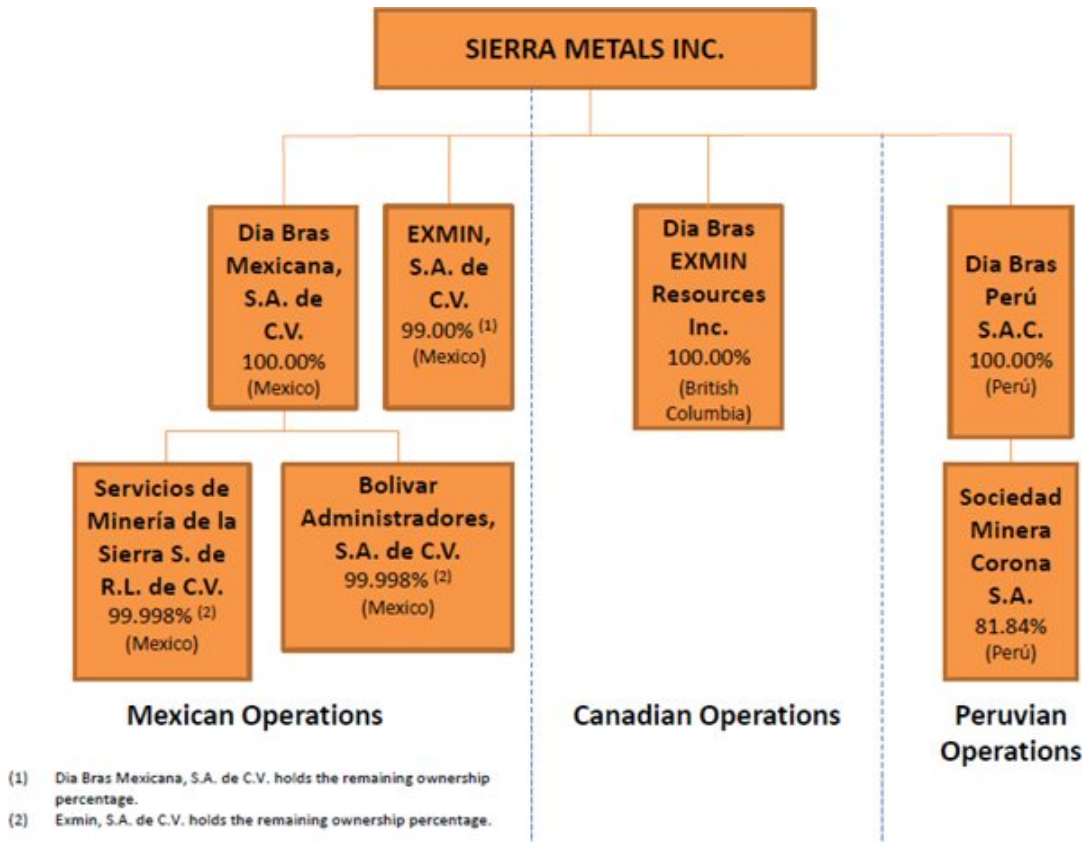 SIERRA METALS INC.
Dia Bras
Mexicana,
S.A. de
C.V.
100.00%
(Mexico)
EXMIN,
S.A. de
C.V.
99.00% (1)
(Mexico)
Dia Bras
EXMIN
Resources
Inc.
100.00%
(British
Columbia)
Dia Bras
Perú
S.A.C.
100.00%
(Perú)
Servicios de
Minería de la
Sierra S. de
R.L. de C.V.
99.998% (2)
(Mexico)
Bolivar
Administradores,
S.A. de C.V.
99.998% (2)
(Mexico)
Sociedad
Minera
Corona
S.A.
81.84%
(Perú)
Mexican Operations
Canadian Operations
Peruvian
Operations
(1) Dia Bras Mexicana, S.A. de C.V. holds the remaining ownership
percentage.
(2) Exmin, S.A. de C.V. holds the remaining ownership percentage.